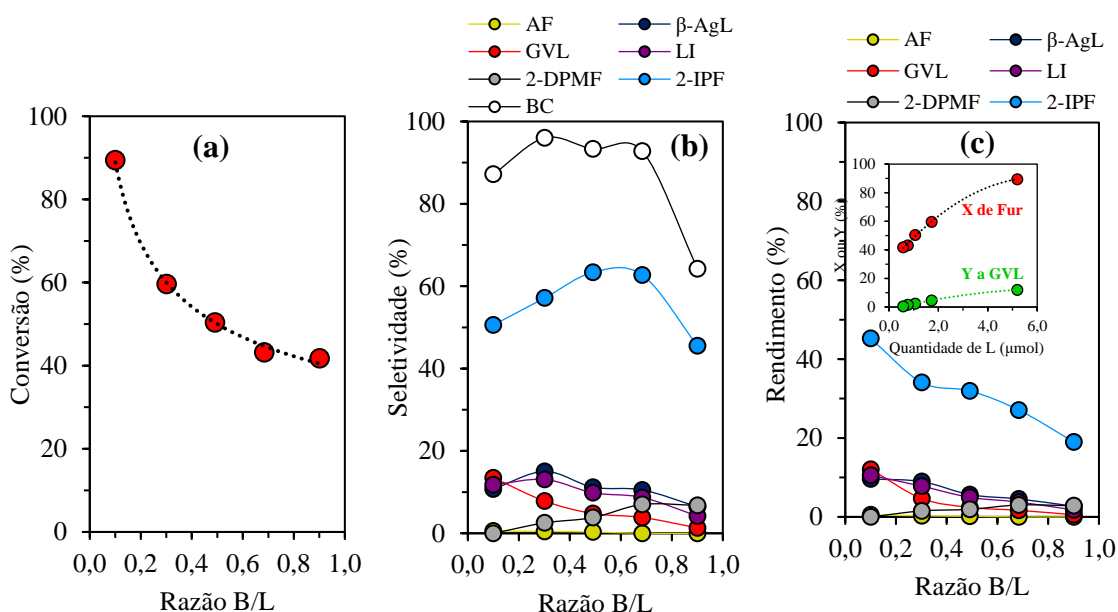 AF
β-AgL
GVL
LI
2-DPMF
2-IPF
BC
AF
β-AgL
GVL
LI
2-DPMF
2-IPF
(a)
Conversão (%)
100
80
60
40
20
0
0,0 0,2 0,4 0,6 0,8 1,0
Razão B/L
(b)
Seletividade (%)
100
80
60
40
20
0
0,0 0,2 0,4 0,6 0,8 1,0
Razão B/L
(c)
Rendimento (%)
100
80
60
40
20
0
0,0 0,2 0,4 0,6 0,8 1,0
Razão B/L
X ou Y (%)
100
80
60
40
20
0
X de Fur
Y a GVL
0,0 2,0 4,0 6,0
Quantidade de L (μmol)